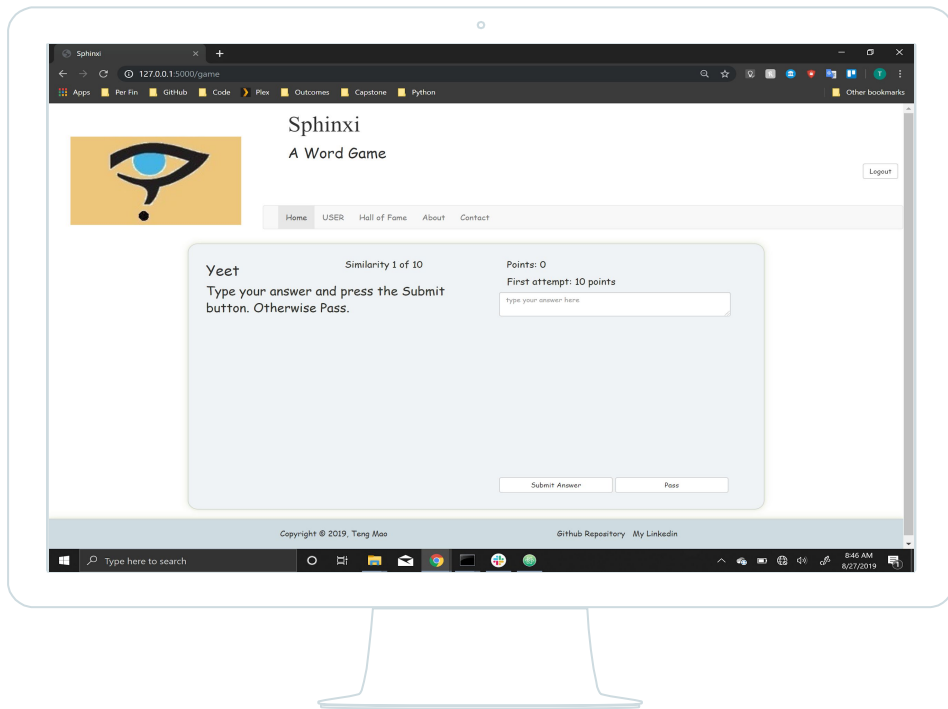 Sphinxi
127.0.0.1:5000/game
Apps Per Fin GitHub Code Plex Outcomes Capstone Python Other bookmarks
Sphinxi
A Word Game
Logout
Home USER Hall of Fame About Contact
Yeet
Similarity 1 of 10
Type your answer and press the Submit
button. Otherwise Pass.
Points: 0
First attempt: 10 points
type your answer here
Submit Answer Pass
Copyright © 2019, Teng Mao Github Repository My Linkedin
Type here to search
8:46 AM
8/27/2019